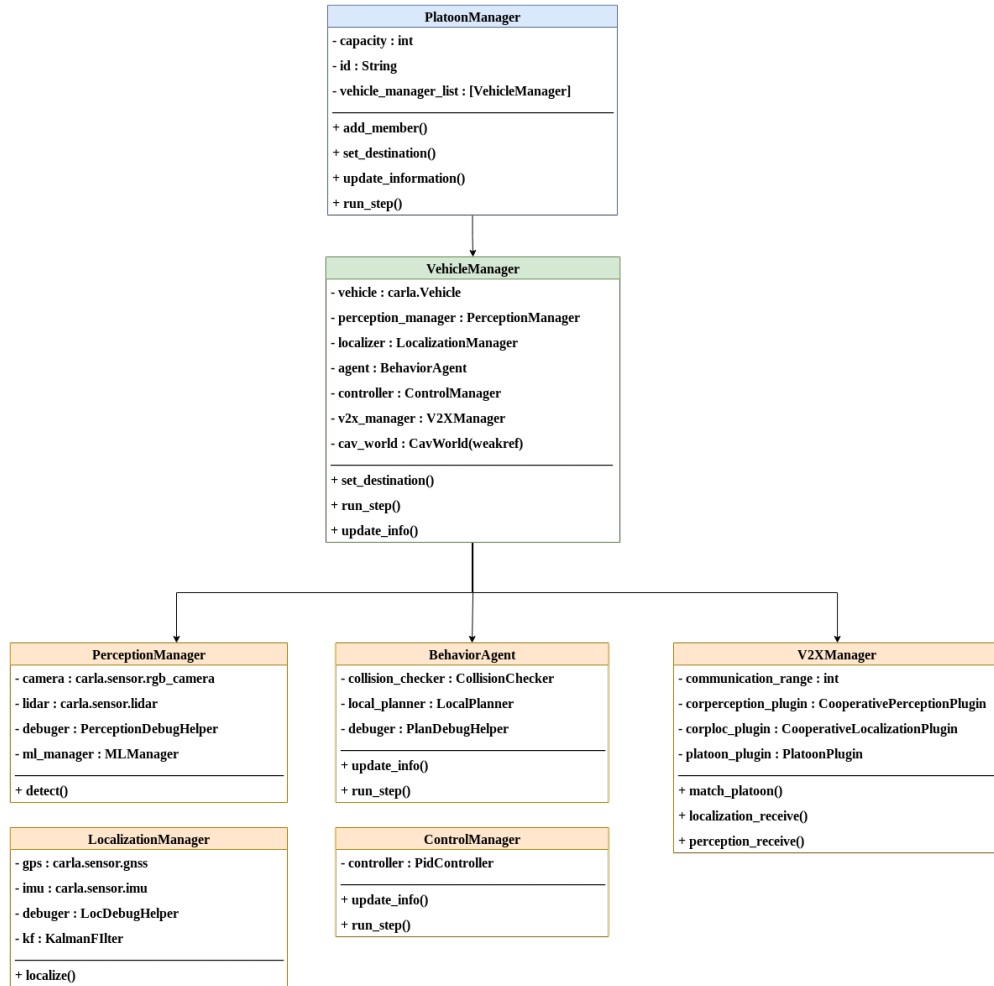 PlatoonManager
- capacity : int
- id : String
- vehicle_manager_list : [VehicleManager]
+ add_member()
+ set_destination()
+ update_information()
+ run_step()
VehicleManager
- vehicle : carla.Vehicle
- perception_manager : PerceptionManager
- localizer : LocalizationManager
- agent : BehaviorAgent
- controller : ControlManager
- v2x_manager : V2XManager
- cav_world : CavWorld(weakref)
+ set_destination()
+ run_step()
+ update_info()
PerceptionManager
- camera : carla.sensor.rgb_camera
- lidar : carla.sensor.lidar
- debuger : PerceptionDebugHelper
- ml_manager : MLManager
+ detect()
LocalizationManager
- gps : carla.sensor.gnss
- imu : carla.sensor.imu
- debuger : LocDebugHelper
- kf : KalmanFIlter
+ localize()
BehaviorAgent
- collision_checker : CollisionChecker
- local_planner : LocalPlanner
- debuger : PlanDebugHelper
+ update_info()
+ run_step()
ControlManager
- controller : PidController
+ update_info()
+ run_step()
V2XManager
- communication_range : int
- corperception_plugin : CooperativePerceptionPlugin
- corploc_plugin : CooperativeLocalizationPlugin
- platoon_plugin : PlatoonPlugin
+ match_platoon()
+ localization_receive()
+ perception_receive()